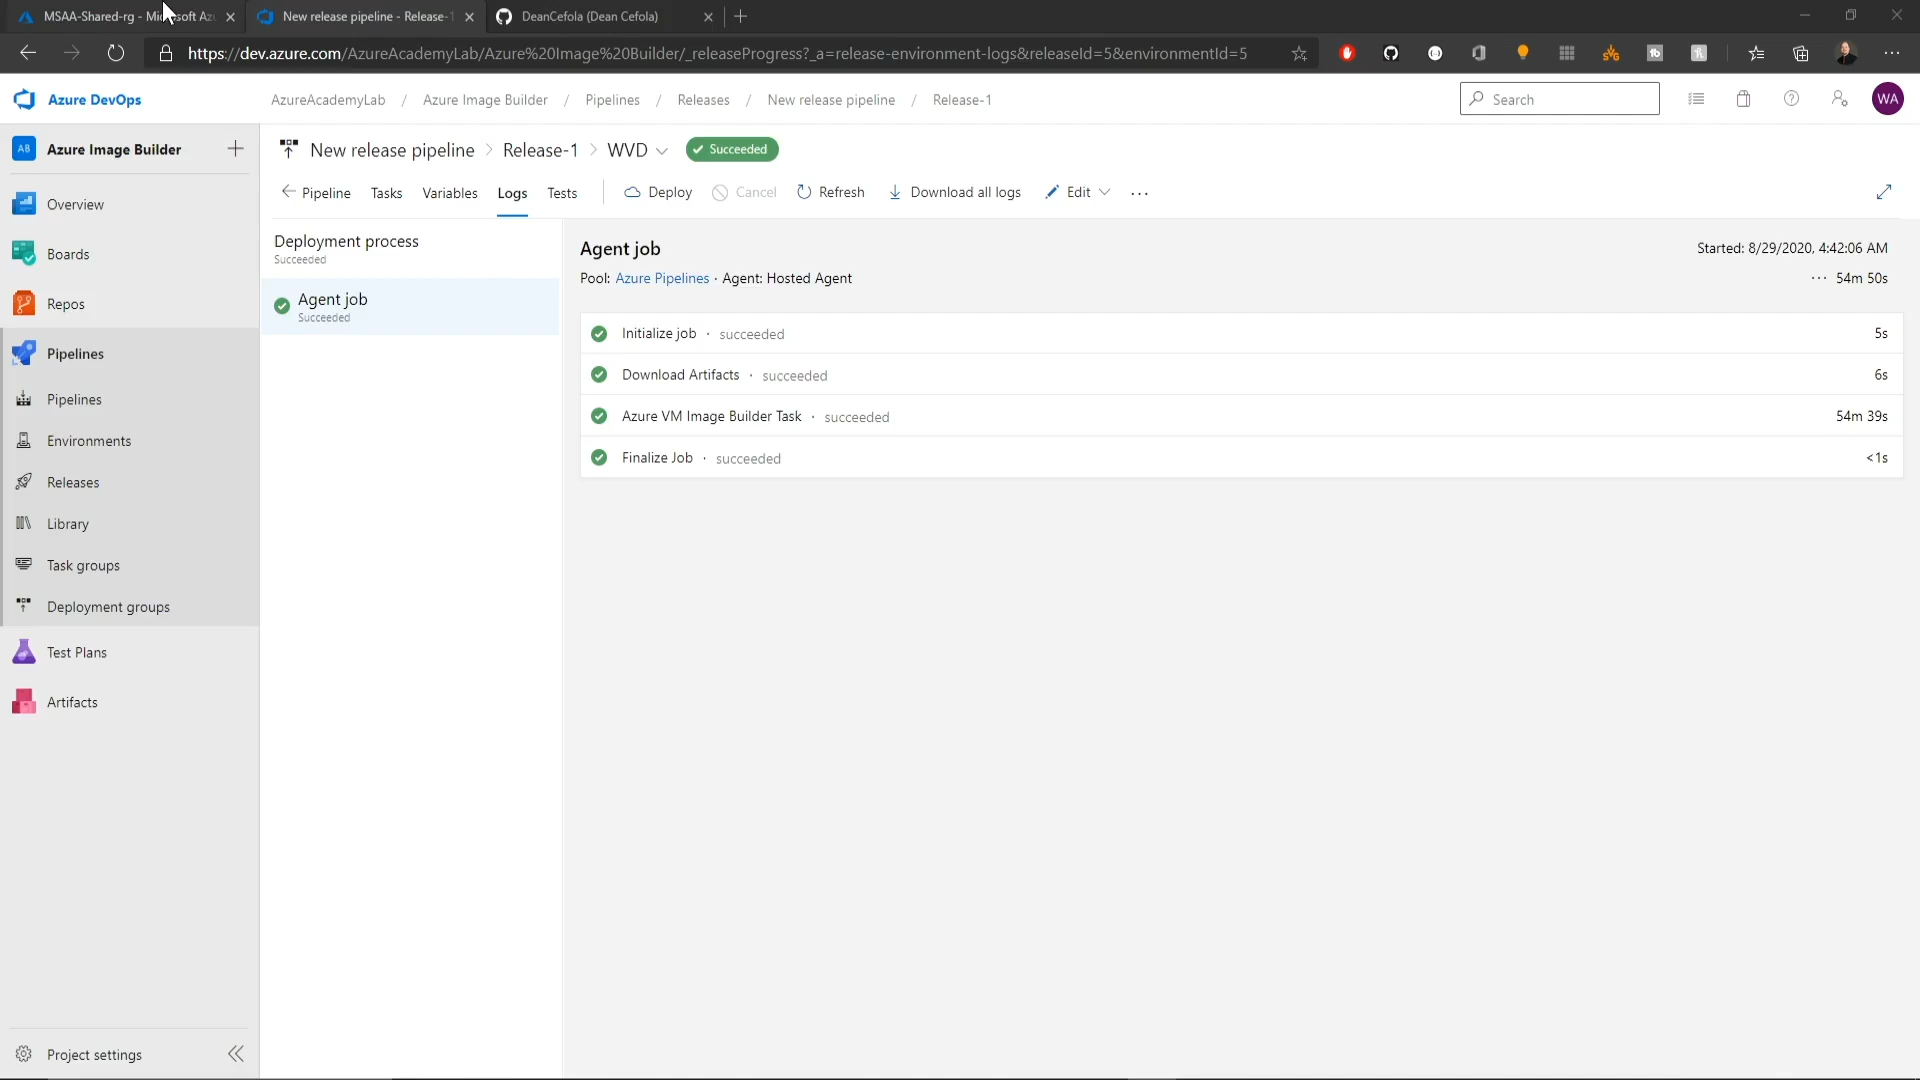 MSAA-Shared-rg - Microsoft Az
New release pipeline - Release-1
DeanCefola (Dean Cefola)
https://dev.azure.com/AzureAcademyLab/Azure%20Image%20Builder/_releaseProgress?_a=release-environment-logs&releaseId=5&environmentId=5
Azure DevOps
AzureAcademyLab / Azure Image Builder / Pipelines / Releases / New release pipeline / Release-1
Search
WA
AB Azure Image Builder
Overview
Boards
Repos
Pipelines
Pipelines
Environments
Releases
Library
Task groups
Deployment groups
Test Plans
Artifacts
Project settings
New release pipeline > Release-1 > WVD Succeeded
Pipeline Tasks Variables Logs Tests Deploy Cancel Refresh Download all logs Edit ...
Deployment process
Succeeded
Agent job
Succeeded
Agent job
Started: 8/29/2020, 4:42:06 AM
Pool: Azure Pipelines · Agent: Hosted Agent
... 54m 50s
Initialize job · succeeded 5s
Download Artifacts · succeeded 6s
Azure VM Image Builder Task · succeeded 54m 39s
Finalize Job · succeeded <1s